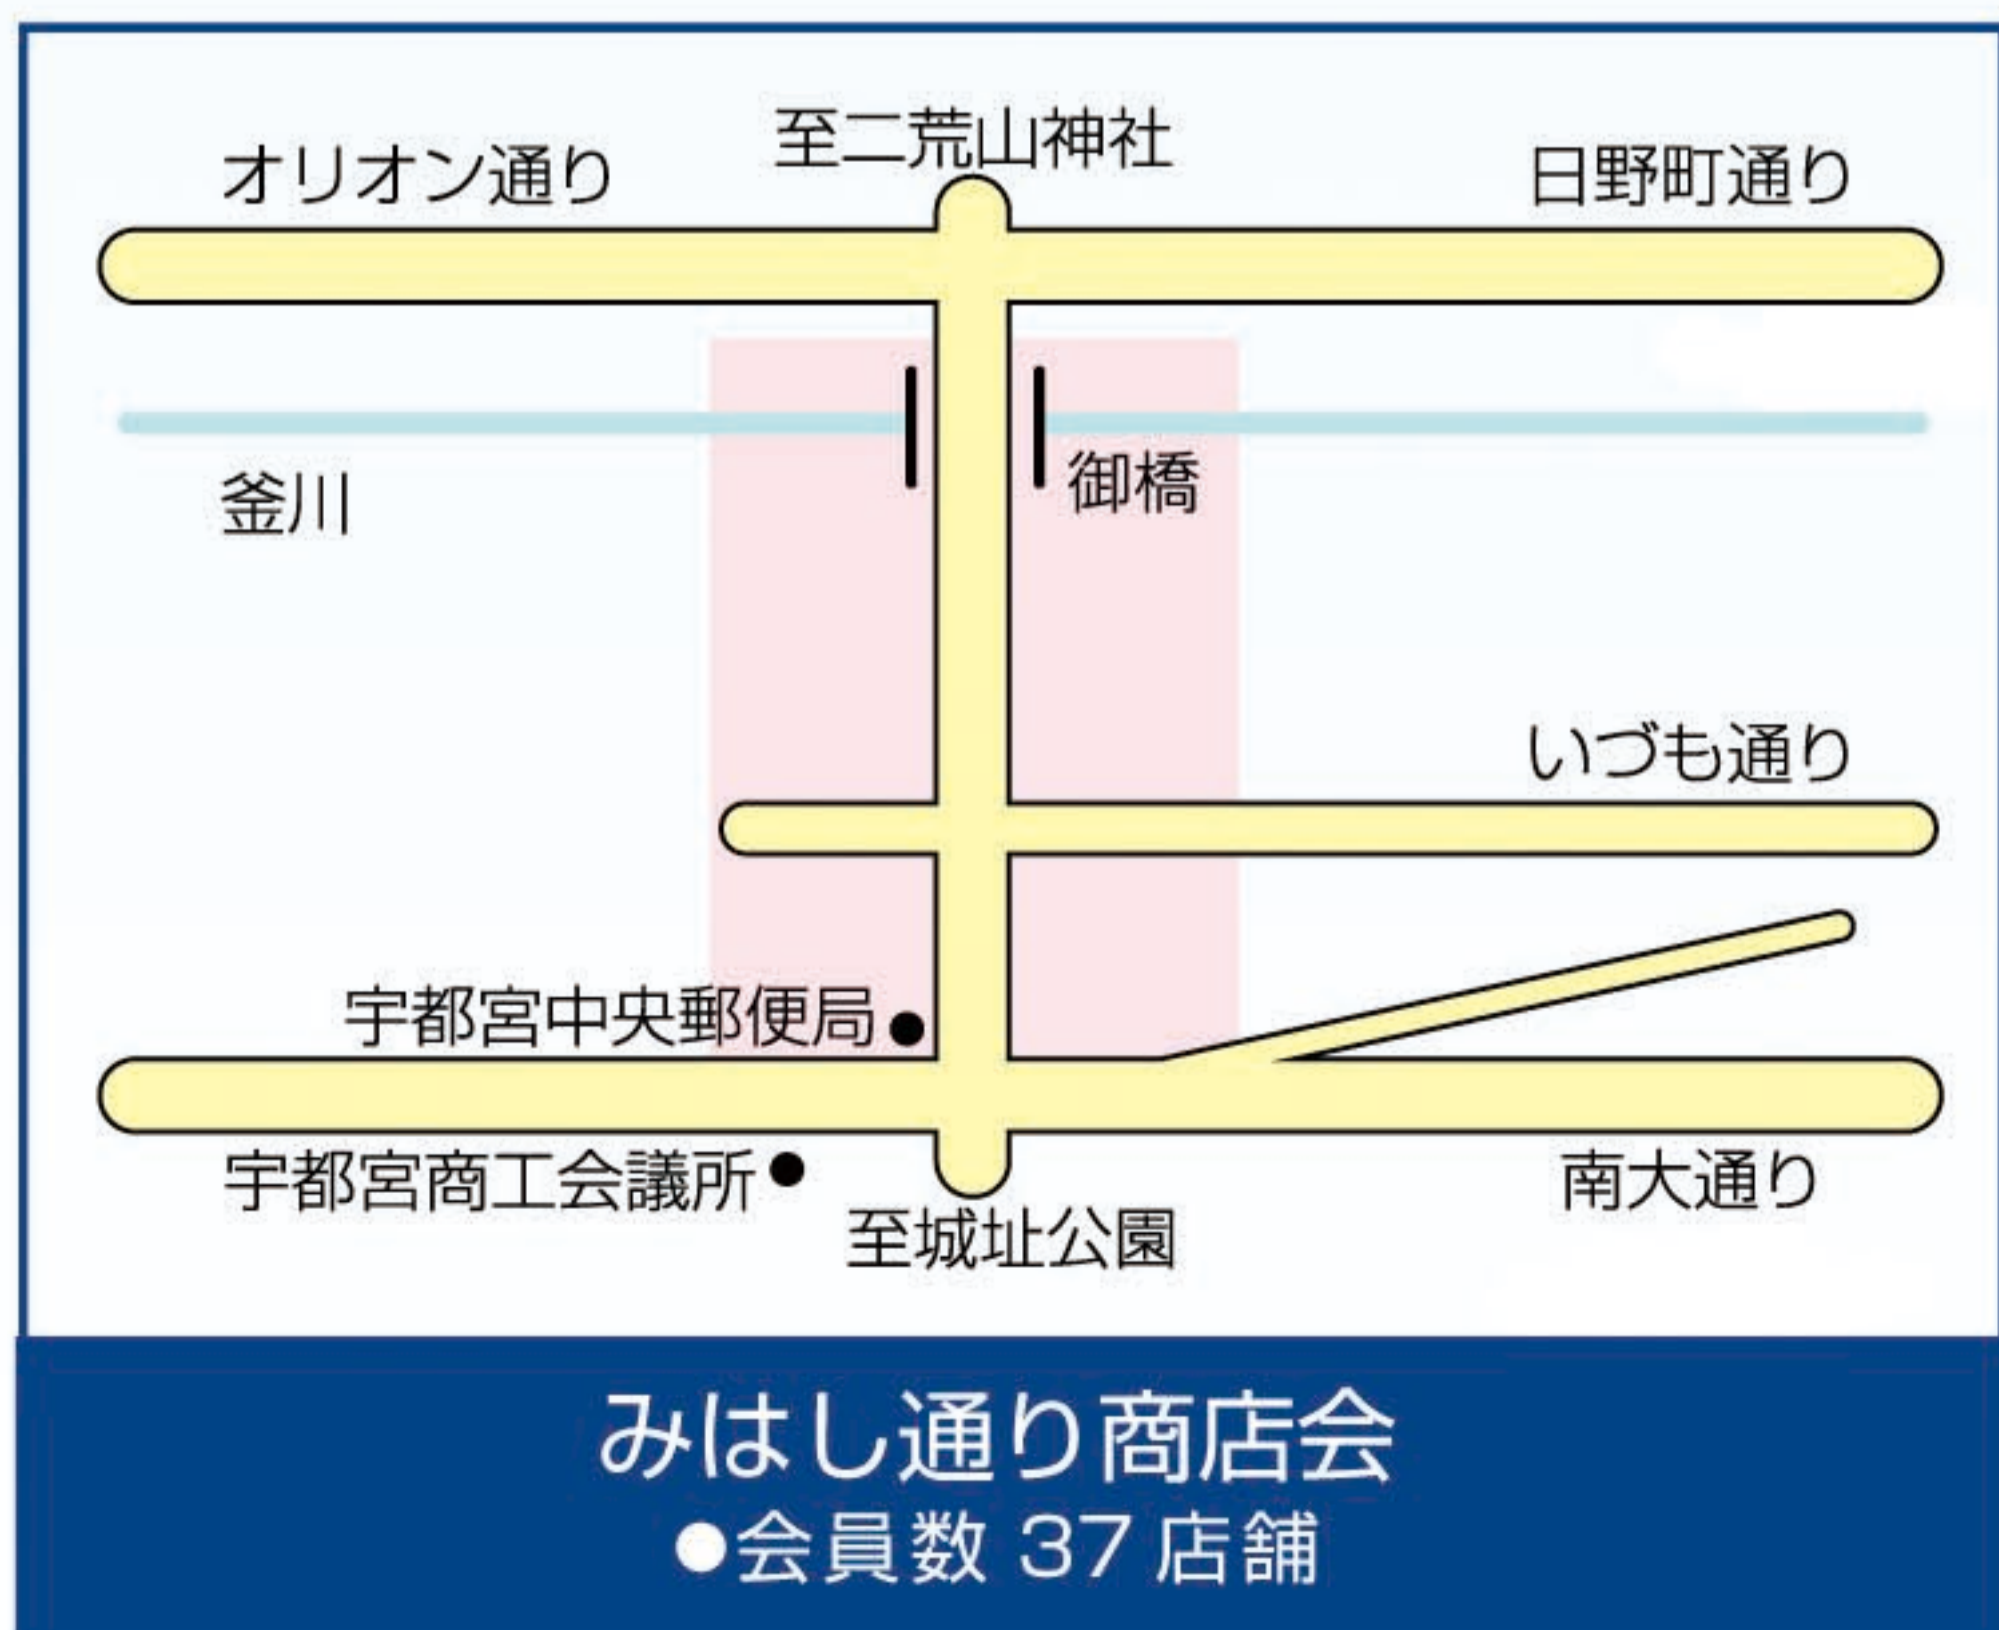 至二荒山神社
オリオン通り
日野町通り
釜川
御橋
いづも通り
宇都宮中央郵便局●
宇都宮商工会議所●
南大通り
至城址公園
みはし通り商店会
●会員数 37 店舗